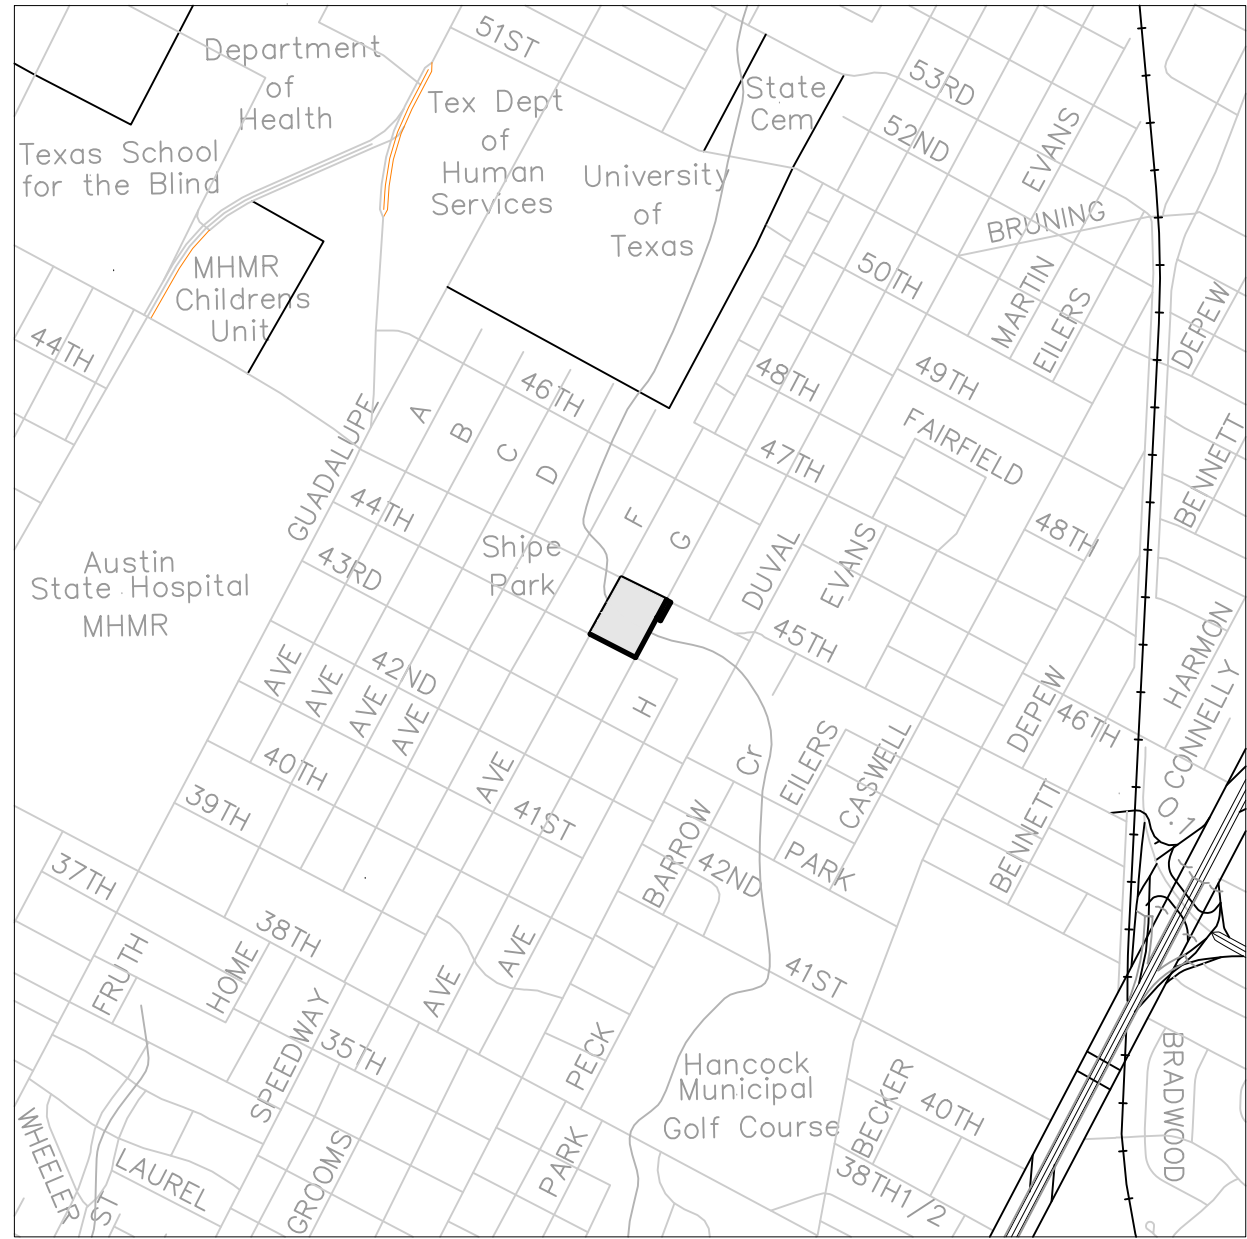 51ST
Department
of
Health
Tex Dept
of
Human
Services
State
Cem
53RD
52ND
EVANS
Texas School
for the Blind
University
of
Texas
BRUNING
MHMR
Childrens
Unit
50TH
MARTIN
EILERS
DEPEW
44TH
46TH
48TH
49TH
GUADALUPE
A
B
C
D
F
G
47TH
FAIRFIELD
BENNETT
44TH
48TH
Austin
State Hospital
MHMR
43RD
Shipe
Park
DUVAL
EVANS
45TH
HARMON
CONNELLY
AVE
AVE
AVE
AVE
42ND
H
DEPEW
46TH
40TH
AVE
Cr
EILERS
CASWELL
39TH
41ST
BARROW
42ND
PARK
BENNETT
0.1
37TH
38TH
FRUTH
HOME
AVE
AVE
41ST
SPEEDWAY
35TH
PECK
Hancock
Municipal
Golf Course
BECKER
40TH
BRADWOOD
WHEELER
ST
LAUREL
GROOMS
PARK
38TH1/2